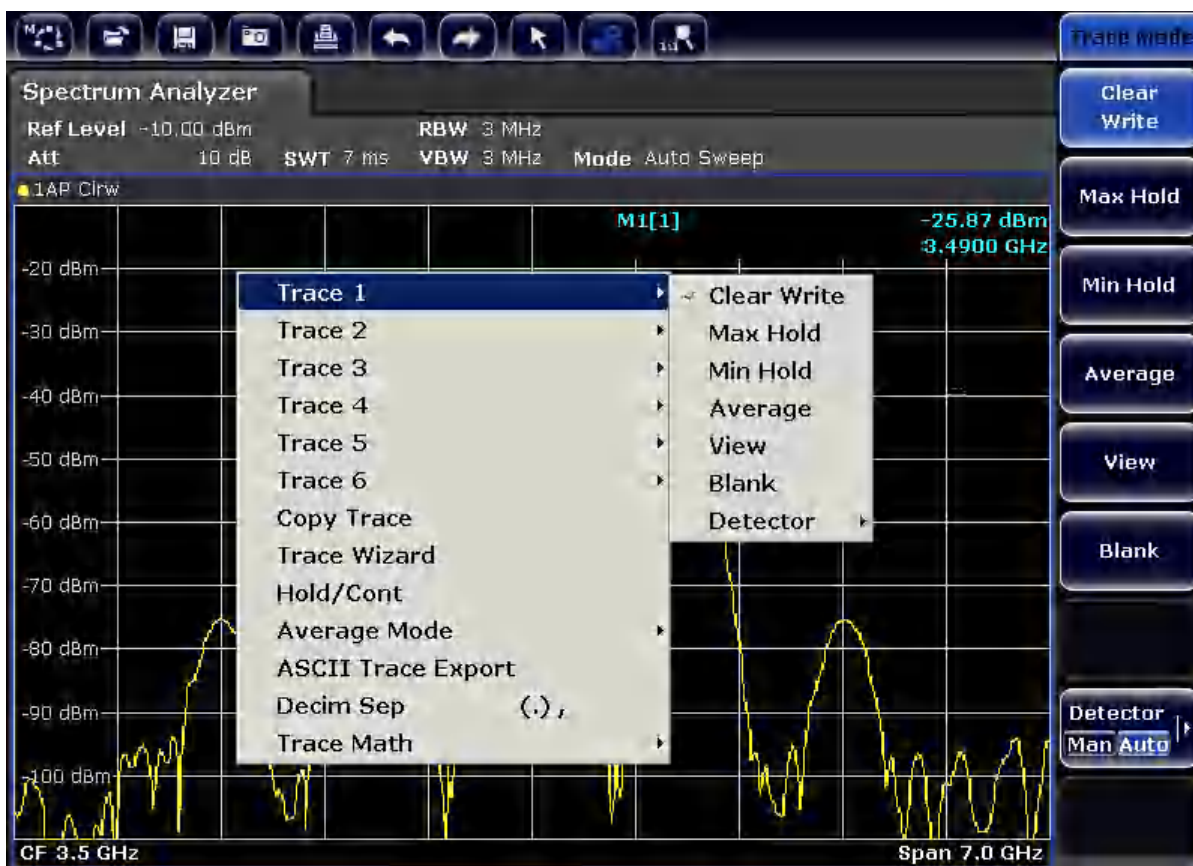 Trace Mode
Spectrum Analyzer
Ref Level -10.00 dBm RBW 3 MHz
Att 10 dB SWT 7 ms VBW 3 MHz Mode Auto Sweep
1AP Clrw
M1[1] -25.87 dBm
3.4900 GHz
-20 dBm
-30 dBm
-40 dBm
-50 dBm
-60 dBm
-70 dBm
-80 dBm
-90 dBm
-100 dBm
Trace 1
Trace 2
Trace 3
Trace 4
Trace 5
Trace 6
Copy Trace
Trace Wizard
Hold/Cont
Average Mode
ASCII Trace Export
Decim Sep (.) ,
Trace Math
Clear Write
Max Hold
Min Hold
Average
View
Blank
Detector
CF 3.5 GHz Span 7.0 GHz
Clear
Write
Max Hold
Min Hold
Average
View
Blank
Detector
Man Auto